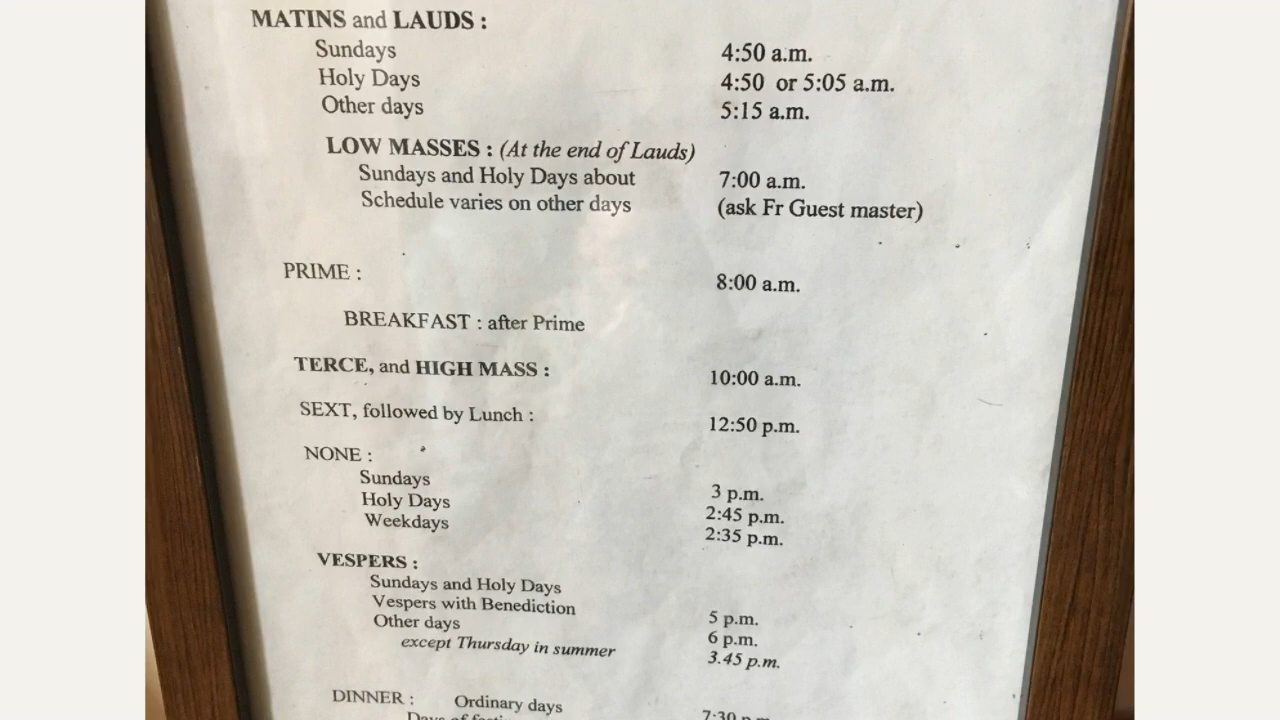 MATINS and LAUDS :
Sundays 4:50 a.m.
Holy Days 4:50 or 5:05 a.m.
Other days 5:15 a.m.
LOW MASSES : (At the end of Lauds)
Sundays and Holy Days about 7:00 a.m.
Schedule varies on other days (ask Fr Guest master)
PRIME : 8:00 a.m.
BREAKFAST : after Prime
TERCE, and HIGH MASS : 10:00 a.m.
SEXT, followed by Lunch : 12:50 p.m.
NONE :
Sundays 3 p.m.
Holy Days 2:45 p.m.
Weekdays 2:35 p.m.
VESPERS :
Sundays and Holy Days
Vespers with Benediction 5 p.m.
Other days 6 p.m.
except Thursday in summer 3.45 p.m.
DINNER : Ordinary days 7:30 p.m.
Days of